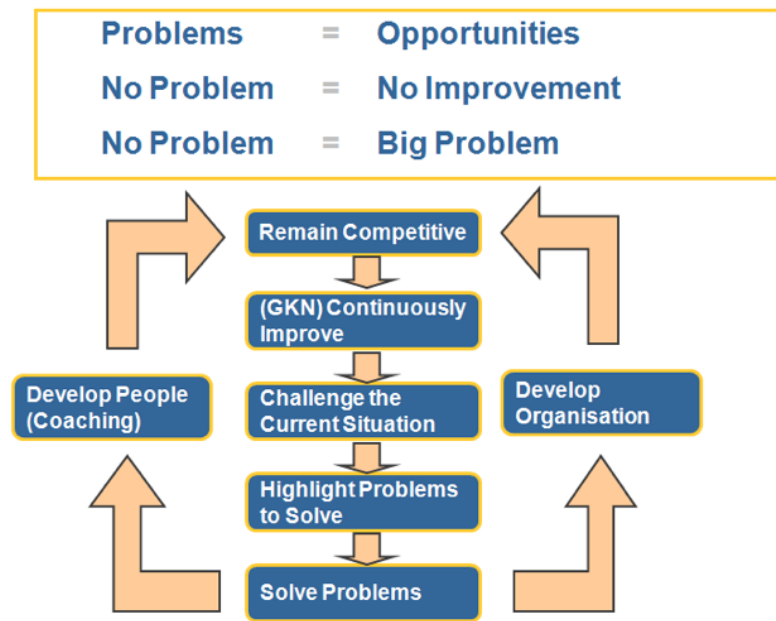 Problems = Opportunities
No Problem = No Improvement
No Problem = Big Problem
Remain Competitive
(GKN) Continuously
Improve
Challenge the
Current Situation
Develop People
(Coaching)
Develop
Organisation
Highlight Problems
to Solve
Solve Problems